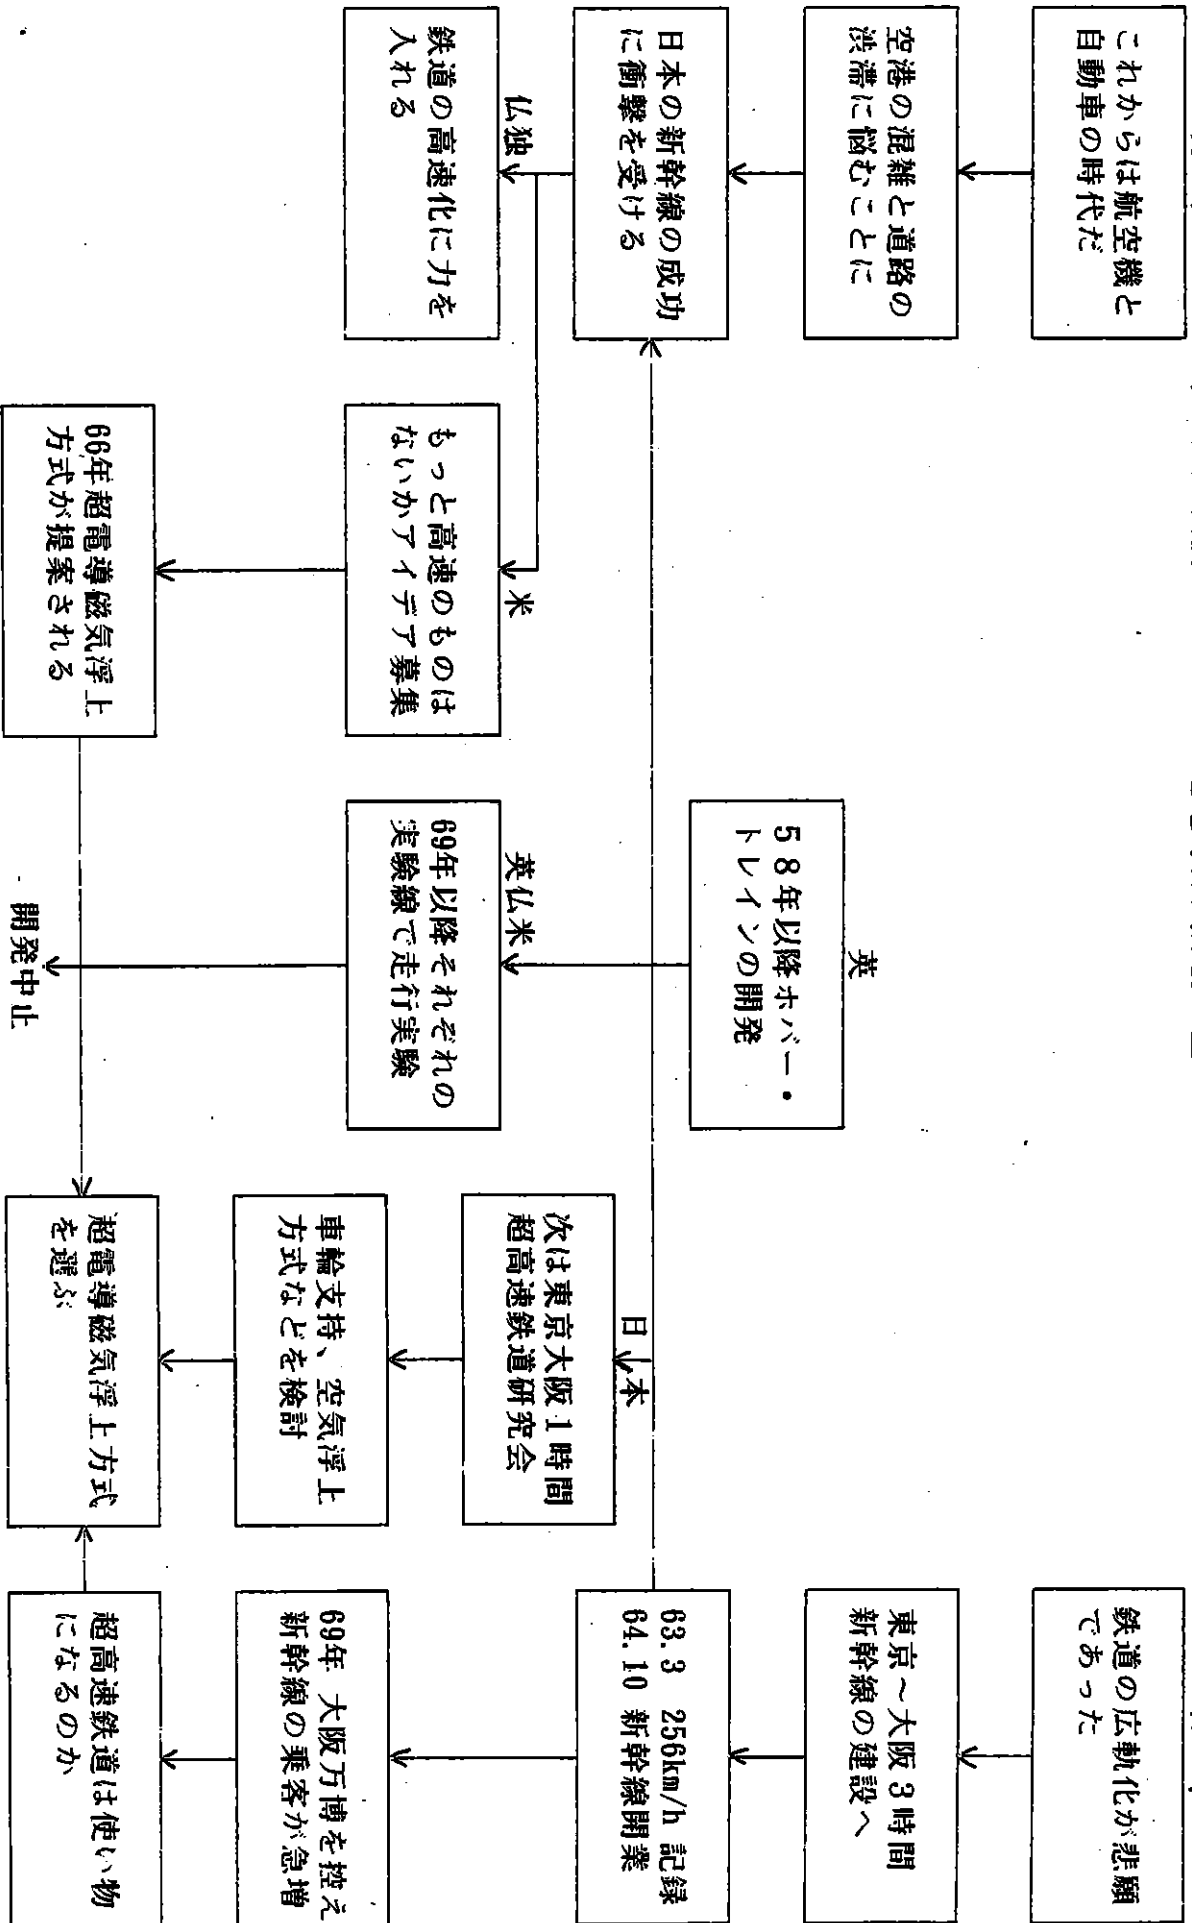 これからは航空機と
自動車の時代だ
空港の混雑と道路の
渋滞に悩むことに
日本の新幹線の成功
に衝撃を受ける
仏独
鉄道の高速化に力を
入れる
米
もっと高速のものは
ないかアイデア募集
66年超電導磁気浮上
方式が提案される
英
58年以降ホバー・
トレインの開発
英仏米
69年以降それぞれの
実験線で走行実験
開発中止
日本
次は東京大阪1時間
超高速鉄道研究会
車輪支持、空気浮上
方式などを検討
超電導磁気浮上方式
を選ぶ
鉄道の広軌化が悲願
であった
東京～大阪3時間
新幹線の建設へ
63.3 256km/h 記録
64.10 新幹線開業
69年 大阪万博を控え
新幹線の乗客が急増
超高速鉄道は使い物
になるのか